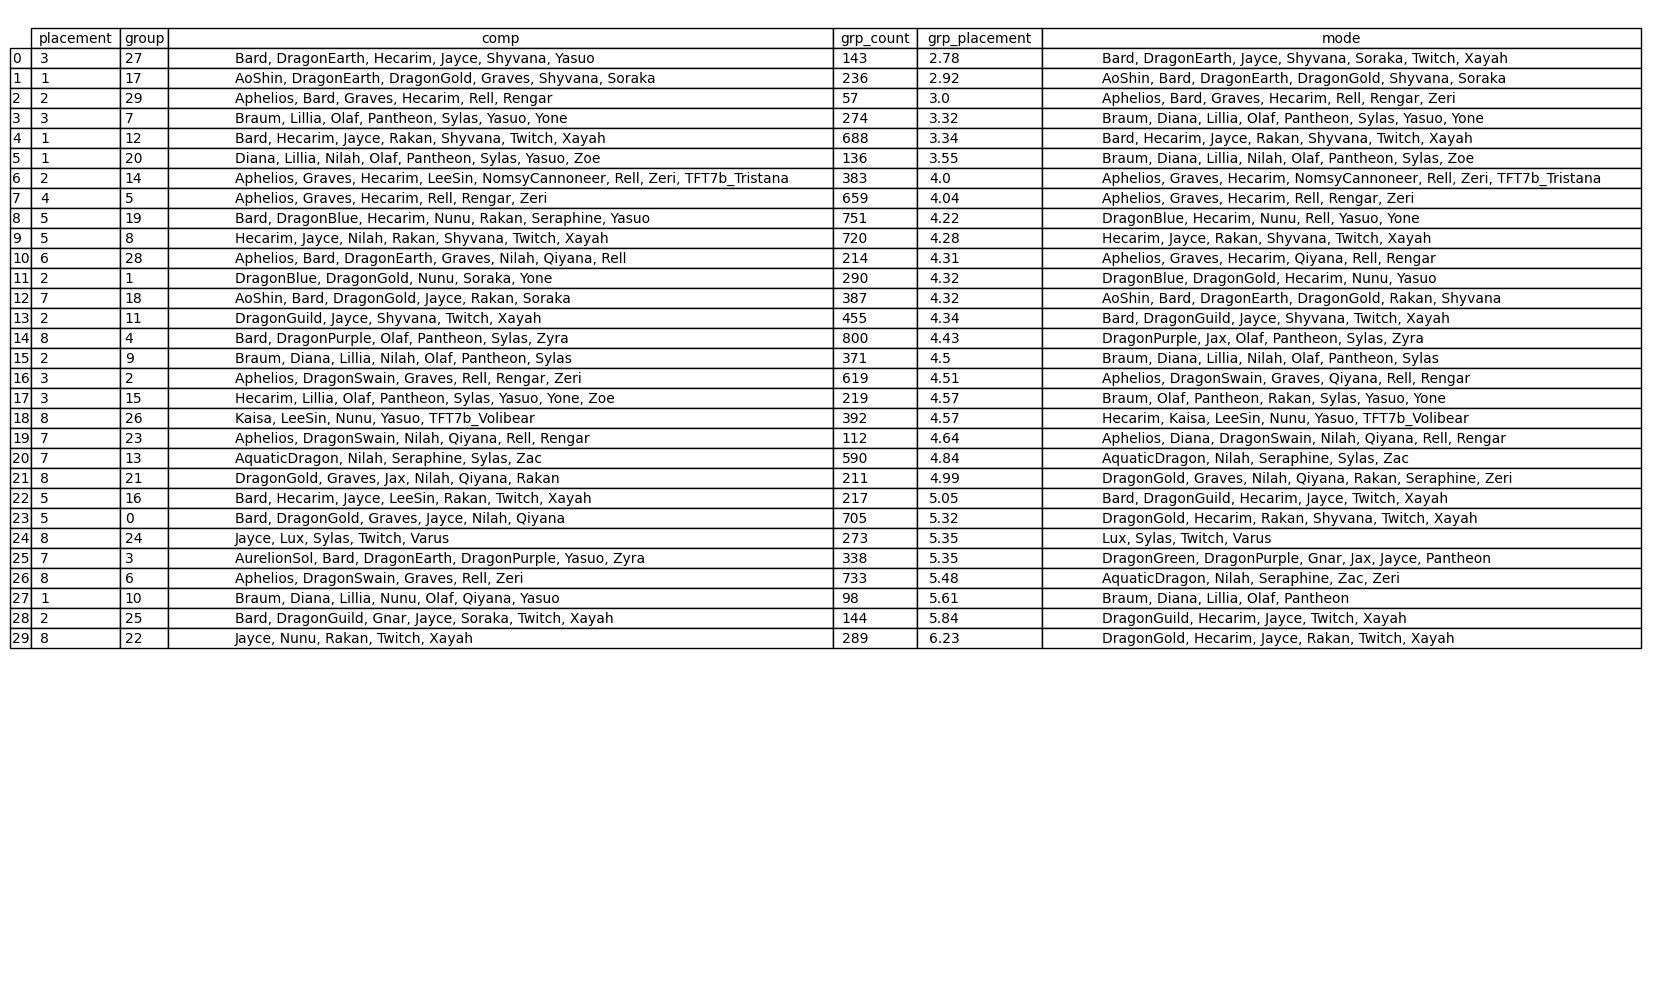 placement group comp grp_count grp_placement mode
0 3 27 Bard, DragonEarth, Hecarim, Jayce, Shyvana, Yasuo 143 2.78 Bard, DragonEarth, Jayce, Shyvana, Soraka, Twitch, Xayah
1 1 17 AoShin, DragonEarth, DragonGold, Graves, Shyvana, Soraka 236 2.92 AoShin, Bard, DragonEarth, DragonGold, Shyvana, Soraka
2 2 29 Aphelios, Bard, Graves, Hecarim, Rell, Rengar 57 3.0 Aphelios, Bard, Graves, Hecarim, Rell, Rengar, Zeri
3 3 7 Braum, Lillia, Olaf, Pantheon, Sylas, Yasuo, Yone 274 3.32 Braum, Diana, Lillia, Olaf, Pantheon, Sylas, Yasuo, Yone
4 1 12 Bard, Hecarim, Jayce, Rakan, Shyvana, Twitch, Xayah 688 3.34 Bard, Hecarim, Jayce, Rakan, Shyvana, Twitch, Xayah
5 1 20 Diana, Lillia, Nilah, Olaf, Pantheon, Sylas, Yasuo, Zoe 136 3.55 Braum, Diana, Lillia, Nilah, Olaf, Pantheon, Sylas, Zoe
6 2 14 Aphelios, Graves, Hecarim, LeeSin, NomsyCannoneer, Rell, Zeri, TFT7b_Tristana 383 4.0 Aphelios, Graves, Hecarim, NomsyCannoneer, Rell, Zeri, TFT7b_Tristana
7 4 5 Aphelios, Graves, Hecarim, Rell, Rengar, Zeri 659 4.04 Aphelios, Graves, Hecarim, Rell, Rengar, Zeri
8 5 19 Bard, DragonBlue, Hecarim, Nunu, Rakan, Seraphine, Yasuo 751 4.22 DragonBlue, Hecarim, Nunu, Rell, Yasuo, Yone
9 5 8 Hecarim, Jayce, Nilah, Rakan, Shyvana, Twitch, Xayah 720 4.28 Hecarim, Jayce, Rakan, Shyvana, Twitch, Xayah
10 6 28 Aphelios, Bard, DragonEarth, Graves, Nilah, Qiyana, Rell 214 4.31 Aphelios, Graves, Hecarim, Qiyana, Rell, Rengar
11 2 1 DragonBlue, DragonGold, Nunu, Soraka, Yone 290 4.32 DragonBlue, DragonGold, Hecarim, Nunu, Yasuo
12 7 18 AoShin, Bard, DragonGold, Jayce, Rakan, Soraka 387 4.32 AoShin, Bard, DragonEarth, DragonGold, Rakan, Shyvana
13 2 11 DragonGuild, Jayce, Shyvana, Twitch, Xayah 455 4.34 Bard, DragonGuild, Jayce, Shyvana, Twitch, Xayah
14 8 4 Bard, DragonPurple, Olaf, Pantheon, Sylas, Zyra 800 4.43 DragonPurple, Jax, Olaf, Pantheon, Sylas, Zyra
15 2 9 Braum, Diana, Lillia, Nilah, Olaf, Pantheon, Sylas 371 4.5 Braum, Diana, Lillia, Nilah, Olaf, Pantheon, Sylas
16 3 2 Aphelios, DragonSwain, Graves, Rell, Rengar, Zeri 619 4.51 Aphelios, DragonSwain, Graves, Qiyana, Rell, Rengar
17 3 15 Hecarim, Lillia, Olaf, Pantheon, Sylas, Yasuo, Yone, Zoe 219 4.57 Braum, Olaf, Pantheon, Rakan, Sylas, Yasuo, Yone
18 8 26 Kaisa, LeeSin, Nunu, Yasuo, TFT7b_Volibear 392 4.57 Hecarim, Kaisa, LeeSin, Nunu, Yasuo, TFT7b_Volibear
19 7 23 Aphelios, DragonSwain, Nilah, Qiyana, Rell, Rengar 112 4.64 Aphelios, Diana, DragonSwain, Nilah, Qiyana, Rell, Rengar
20 7 13 AquaticDragon, Nilah, Seraphine, Sylas, Zac 590 4.84 AquaticDragon, Nilah, Seraphine, Sylas, Zac
21 8 21 DragonGold, Graves, Jax, Nilah, Qiyana, Rakan 211 4.99 DragonGold, Graves, Nilah, Qiyana, Rakan, Seraphine, Zeri
22 5 16 Bard, Hecarim, Jayce, LeeSin, Rakan, Twitch, Xayah 217 5.05 Bard, DragonGuild, Hecarim, Jayce, Twitch, Xayah
23 5 0 Bard, DragonGold, Graves, Jayce, Nilah, Qiyana 705 5.32 DragonGold, Hecarim, Rakan, Shyvana, Twitch, Xayah
24 8 24 Jayce, Lux, Sylas, Twitch, Varus 273 5.35 Lux, Sylas, Twitch, Varus
25 7 3 AurelionSol, Bard, DragonEarth, DragonPurple, Yasuo, Zyra 338 5.35 DragonGreen, DragonPurple, Gnar, Jax, Jayce, Pantheon
26 8 6 Aphelios, DragonSwain, Graves, Rell, Zeri 733 5.48 AquaticDragon, Nilah, Seraphine, Zac, Zeri
27 1 10 Braum, Diana, Lillia, Nunu, Olaf, Qiyana, Yasuo 98 5.61 Braum, Diana, Lillia, Olaf, Pantheon
28 2 25 Bard, DragonGuild, Gnar, Jayce, Soraka, Twitch, Xayah 144 5.84 DragonGuild, Hecarim, Jayce, Twitch, Xayah
29 8 22 Jayce, Nunu, Rakan, Twitch, Xayah 289 6.23 DragonGold, Hecarim, Jayce, Rakan, Twitch, Xayah